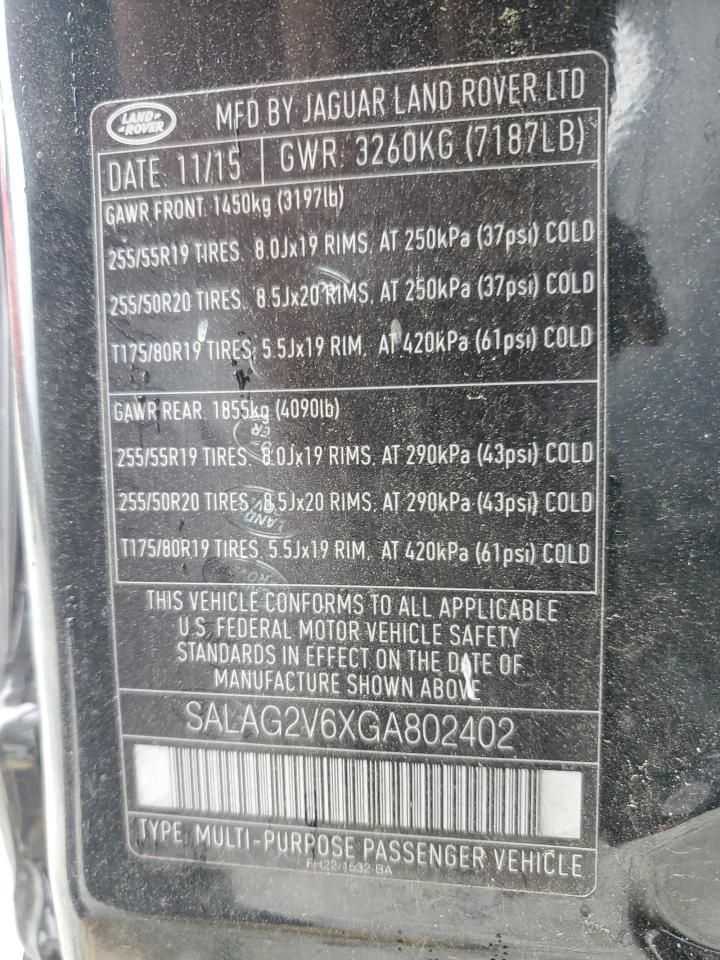 LAND ROVER
MFD BY JAGUAR LAND ROVER LTD
DATE: 11/15 GWR: 3260KG (7187LB)
GAWR FRONT: 1450kg (3197lb)
255/55R19 TIRES, 8.0Jx19 RIMS, AT 250kPa (37psi) COLD
255/50R20 TIRES, 8.5Jx20 RIMS, AT 250kPa (37psi) COLD
T175/80R19 TIRES, 5.5Jx19 RIM, AT 420kPa (61psi) COLD
GAWR REAR: 1855kg (4090lb)
255/55R19 TIRES, 8.0Jx19 RIMS, AT 290kPa (43psi) COLD
255/50R20 TIRES, 8.5Jx20 RIMS, AT 290kPa (43psi) COLD
T175/80R19 TIRES, 5.5Jx19 RIM, AT 420kPa (61psi) COLD
THIS VEHICLE CONFORMS TO ALL APPLICABLE
U.S. FEDERAL MOTOR VEHICLE SAFETY
STANDARDS IN EFFECT ON THE DATE OF
MANUFACTURE SHOWN ABOVE
SALAG2V6XGA802402
TYPE: MULTI-PURPOSE PASSENGER VEHICLE
FH22-1532-BA